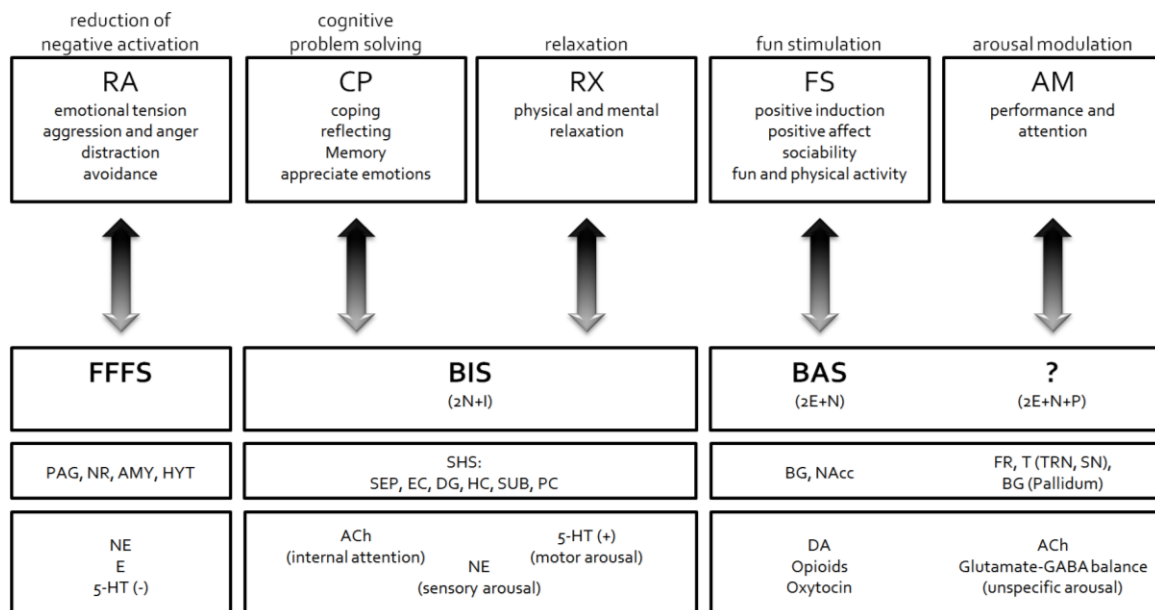 reduction of
negative activation
cognitive
problem solving
relaxation
fun stimulation
arousal modulation
RA
emotional tension
aggression and anger
distraction
avoidance
CP
coping
reflecting
Memory
appreciate emotions
RX
physical and mental
relaxation
FS
positive induction
positive affect
sociability
fun and physical activity
AM
performance and
attention
FFFS
BIS
(2N+I)
BAS
(2E+N)
?
(2E+N+P)
PAG, NR, AMY, HYT
SHS:
SEP, EC, DG, HC, SUB, PC
BG, NAcc
FR, T (TRN, SN),
BG (Pallidum)
NE
E
5-HT (-)
ACh
(internal attention)
5-HT (+)
(motor arousal)
NE
(sensory arousal)
DA
Opioids
Oxytocin
ACh
Glutamate-GABA balance
(unspecific arousal)